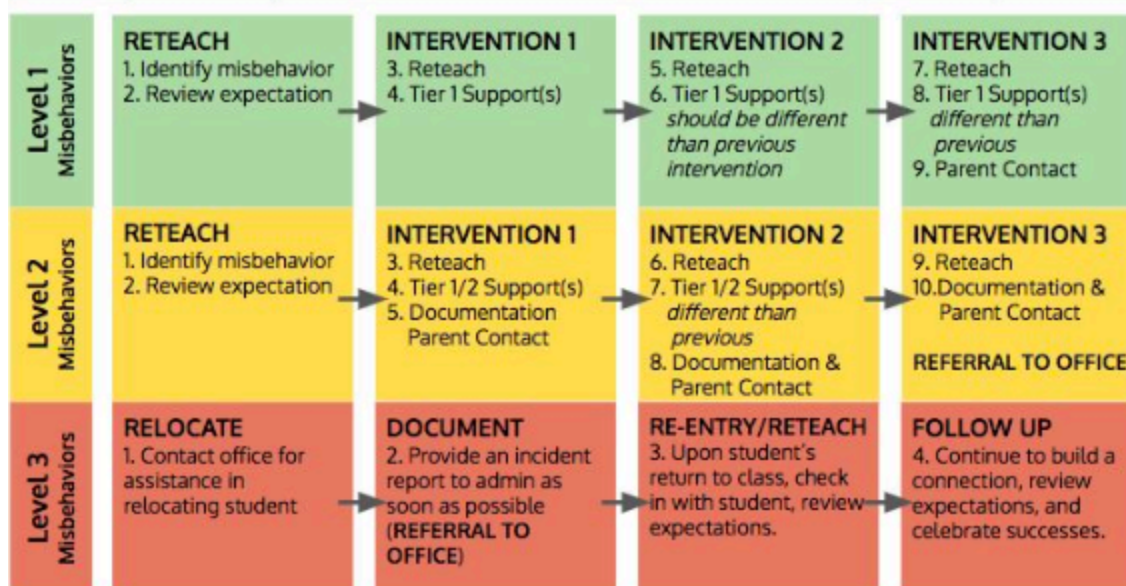 Level 1
Misbehaviors
RETEACH
1. Identify misbehavior
2. Review expectation
INTERVENTION 1
3. Reteach
4. Tier 1 Support(s)
INTERVENTION 2
5. Reteach
6. Tier 1 Support(s)
should be different
than previous
intervention
INTERVENTION 3
7. Reteach
8. Tier 1 Support(s)
different than
previous
9. Parent Contact
Level 2
Misbehaviors
RETEACH
1. Identify misbehavior
2. Review expectation
INTERVENTION 1
3. Reteach
4. Tier 1/2 Support(s)
5. Documentation
Parent Contact
INTERVENTION 2
6. Reteach
7. Tier 1/2 Support(s)
different than
previous
8. Documentation &
Parent Contact
INTERVENTION 3
9. Reteach
10.Documentation &
Parent Contact
REFERRAL TO OFFICE
Level 3
Misbehaviors
RELOCATE
1. Contact office for
assistance in
relocating student
DOCUMENT
2. Provide an incident
report to admin as
soon as possible
(REFERRAL TO
OFFICE)
RE-ENTRY/RETEACH
3. Upon student's
return to class, check
in with student, review
expectations.
FOLLOW UP
4. Continue to build a
connection, review
expectations, and
celebrate successes.